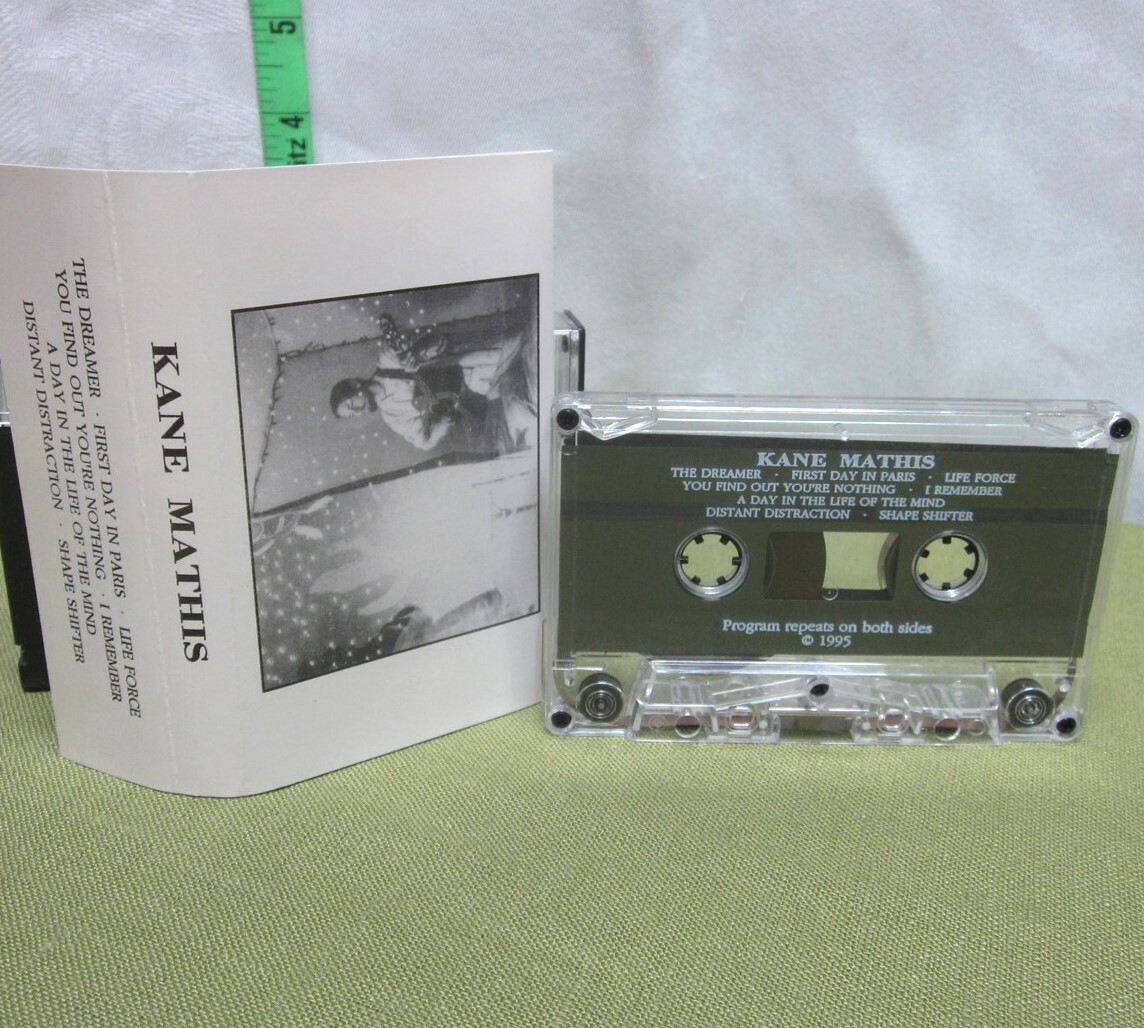 5
4
KANE MATHIS
THE DREAMER · FIRST DAY IN PARIS · LIFE FORCE
YOU FIND OUT YOU'RE NOTHING · I REMEMBER
A DAY IN THE LIFE OF THE MIND
DISTANT DISTRACTION · SHAPE SHIFTER
KANE MATHIS
THE DREAMER · FIRST DAY IN PARIS · LIFE FORCE
YOU FIND OUT YOU'RE NOTHING · I REMEMBER
A DAY IN THE LIFE OF THE MIND
DISTANT DISTRACTION · SHAPE SHIFTER
Program repeats on both sides
1995